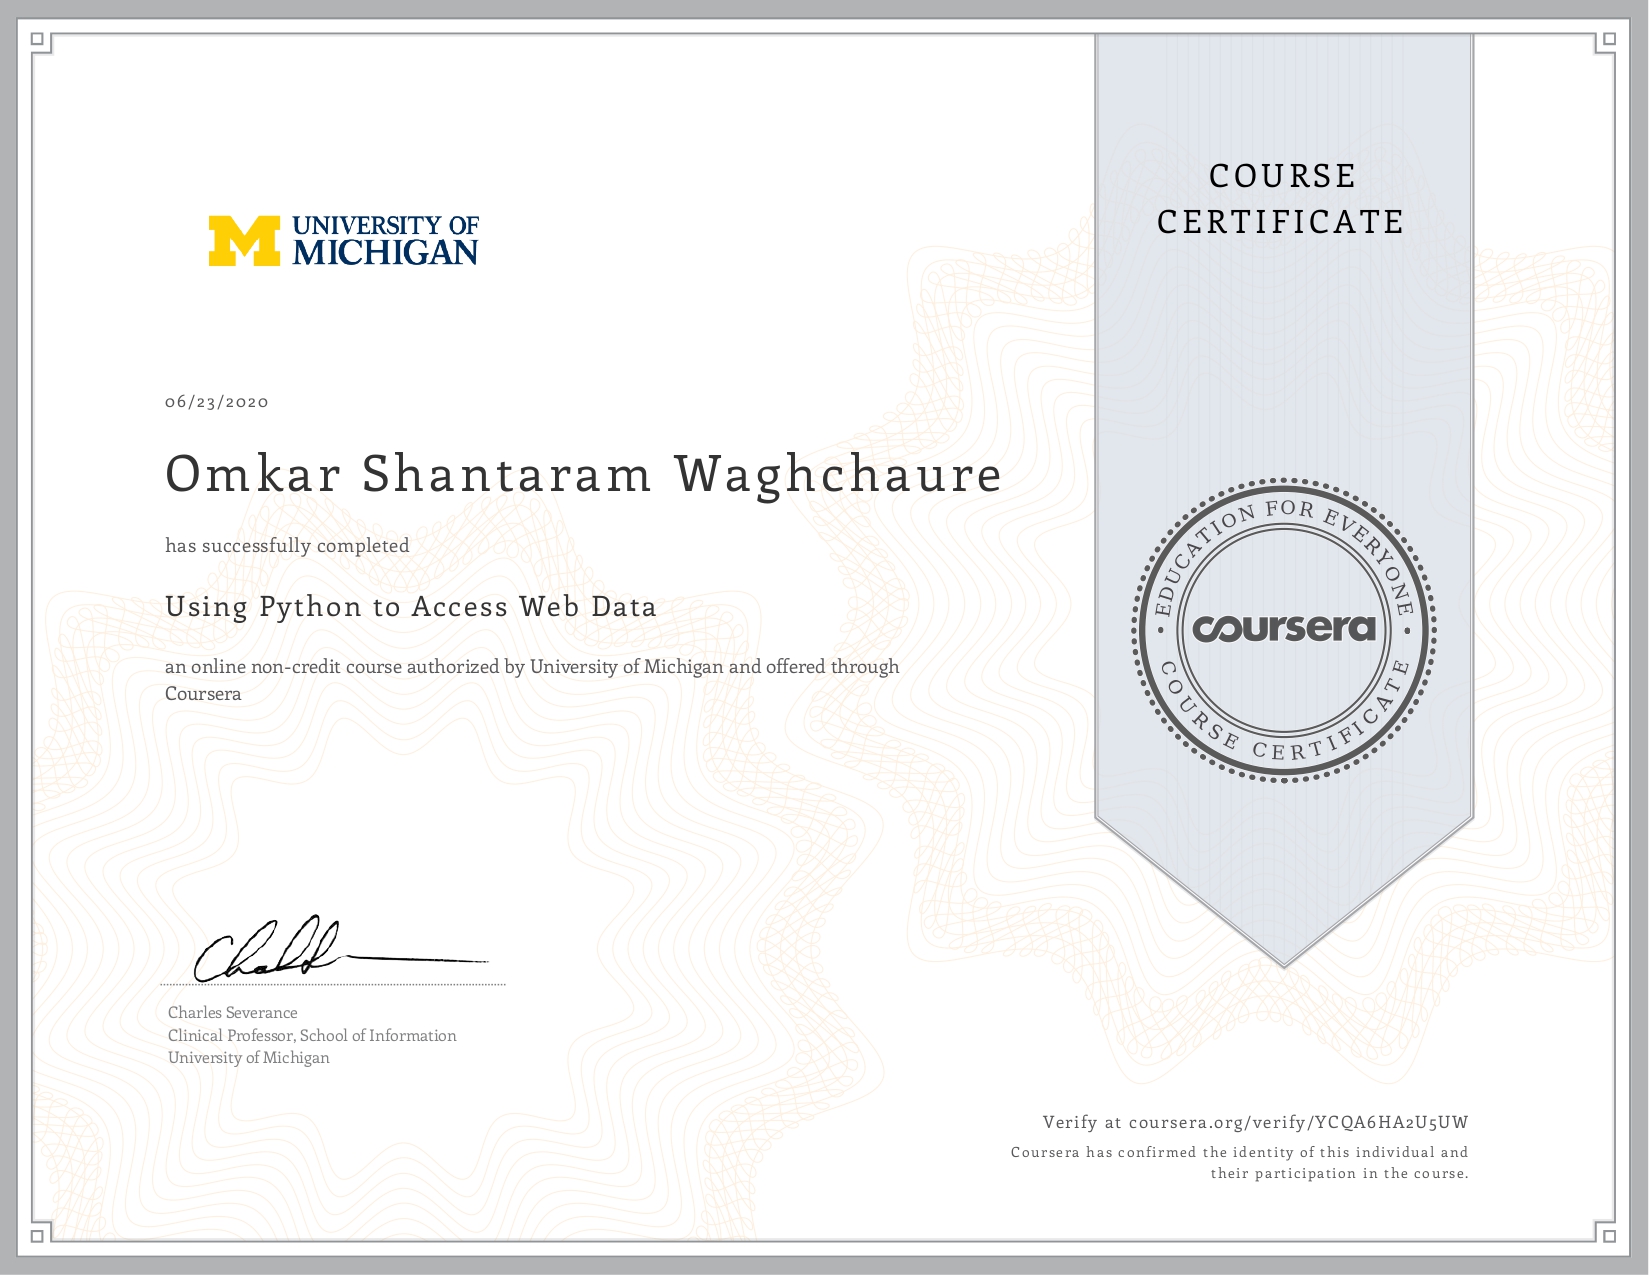 COURSE
CERTIFICATE
UNIVERSITY OF
MICHIGAN
06/23/2020
Omkar Shantaram Waghchaure
has successfully completed
Using Python to Access Web Data
an online non-credit course authorized by University of Michigan and offered through
Coursera
EDUCATION FOR EVERYONE
coursera
COURSE CERTIFICATE
Charles Severance
Clinical Professor, School of Information
University of Michigan
Verify at coursera.org/verify/YCQA6HA2U5UW
Coursera has confirmed the identity of this individual and
their participation in the course.